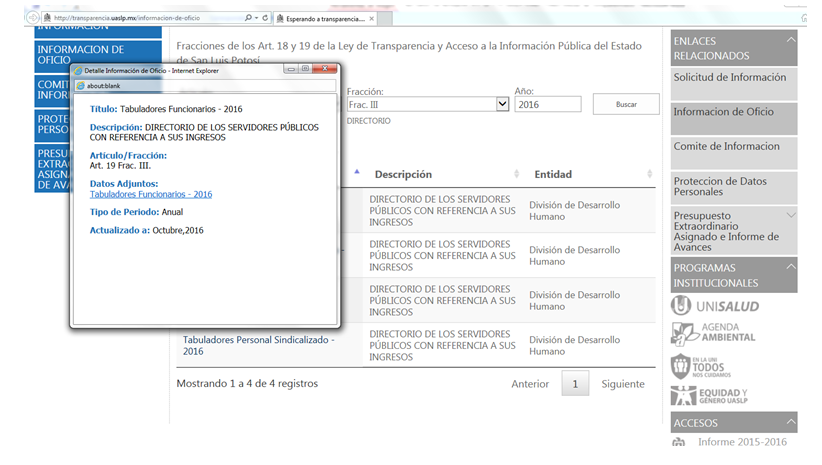 http://transparencia.uaslp.mx/informacion-de-oficio
Esperando a transparencia....
INFORMACION
INFORMACION DE
OFICIO
COMIT
INFOR
PROTE
PERSO
PRESU
EXTRA
ASIGN
DE AVA
Fracciones de los Art. 18 y 19 de la Ley de Transparencia y Acceso a la Información Pública del Estado
de San Luis Potosí.
Fracción:
Año:
Frac. III
2016
Buscar
DIRECTORIO
Detalle Información de Oficio - Internet Explorer
about:blank
Título: Tabuladores Funcionarios - 2016
Descripción: DIRECTORIO DE LOS SERVIDORES PÚBLICOS
CON REFERENCIA A SUS INGRESOS
Artículo/Fracción:
Art. 19 Frac. III.
Datos Adjuntos:
Tabuladores Funcionarios - 2016
Tipo de Periodo: Anual
Actualizado a: Octubre,2016
Descripción
Entidad
DIRECTORIO DE LOS SERVIDORES
PÚBLICOS CON REFERENCIA A SUS
INGRESOS
División de Desarrollo
Humano
DIRECTORIO DE LOS SERVIDORES
PÚBLICOS CON REFERENCIA A SUS
INGRESOS
División de Desarrollo
Humano
DIRECTORIO DE LOS SERVIDORES
PÚBLICOS CON REFERENCIA A SUS
INGRESOS
División de Desarrollo
Humano
Tabuladores Personal Sindicalizado -
2016
DIRECTORIO DE LOS SERVIDORES
PÚBLICOS CON REFERENCIA A SUS
INGRESOS
División de Desarrollo
Humano
Mostrando 1 a 4 de 4 registros
Anterior 1 Siguiente
ENLACES
RELACIONADOS
Solicitud de Información
Informacion de Oficio
Comite de Informacion
Proteccion de Datos
Personales
Presupuesto
Extraordinario
Asignado e Informe de
Avances
PROGRAMAS
INSTITUCIONALES
UNISALUD
AGENDA
AMBIENTAL
EN LA UNI
TODOS
NOS CUIDAMOS
EQUIDAD Y
GÉNERO UASLP
ACCESOS
Informe 2015-2016